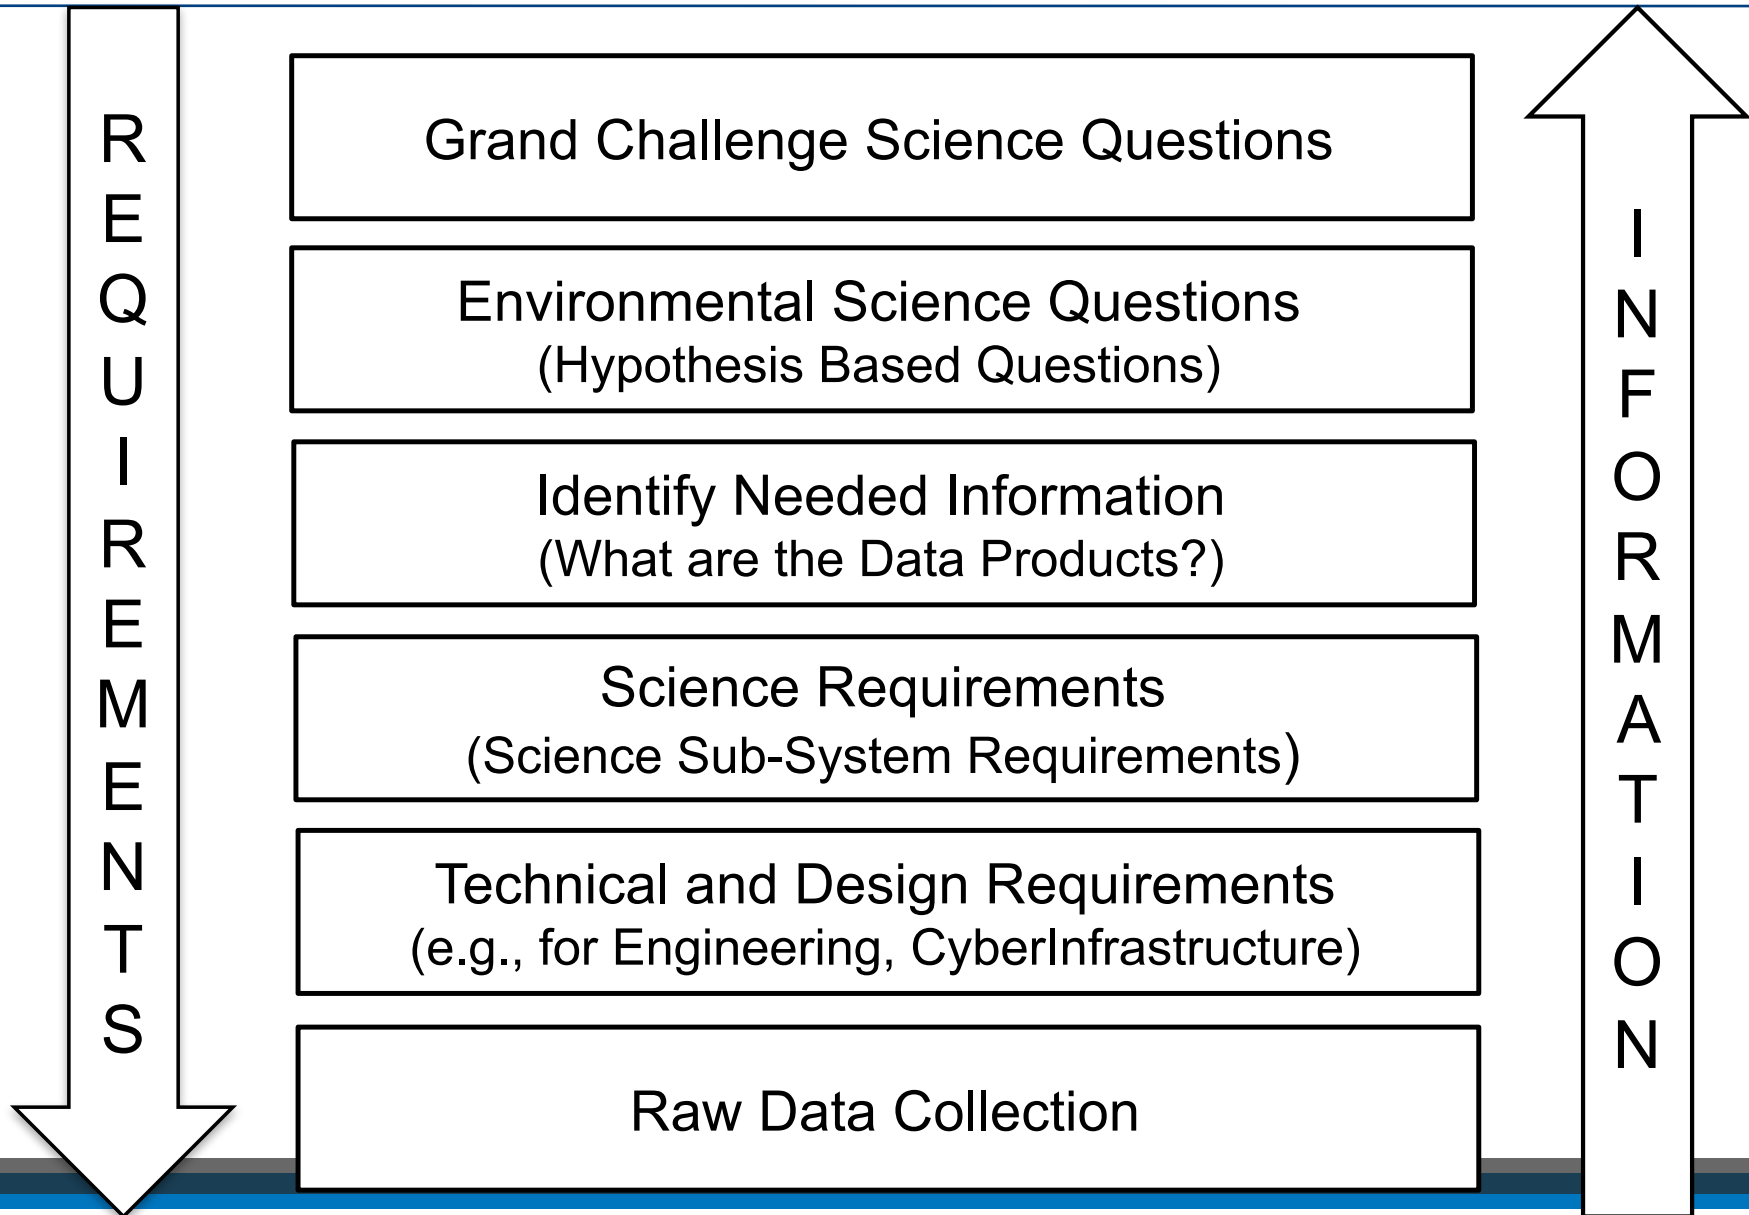 REQUIREMENTS
Grand Challenge Science Questions
Environmental Science Questions
(Hypothesis Based Questions)
Identify Needed Information
(What are the Data Products?)
Science Requirements
(Science Sub-System Requirements)
Technical and Design Requirements
(e.g., for Engineering, CyberInfrastructure)
Raw Data Collection
INFORMATION